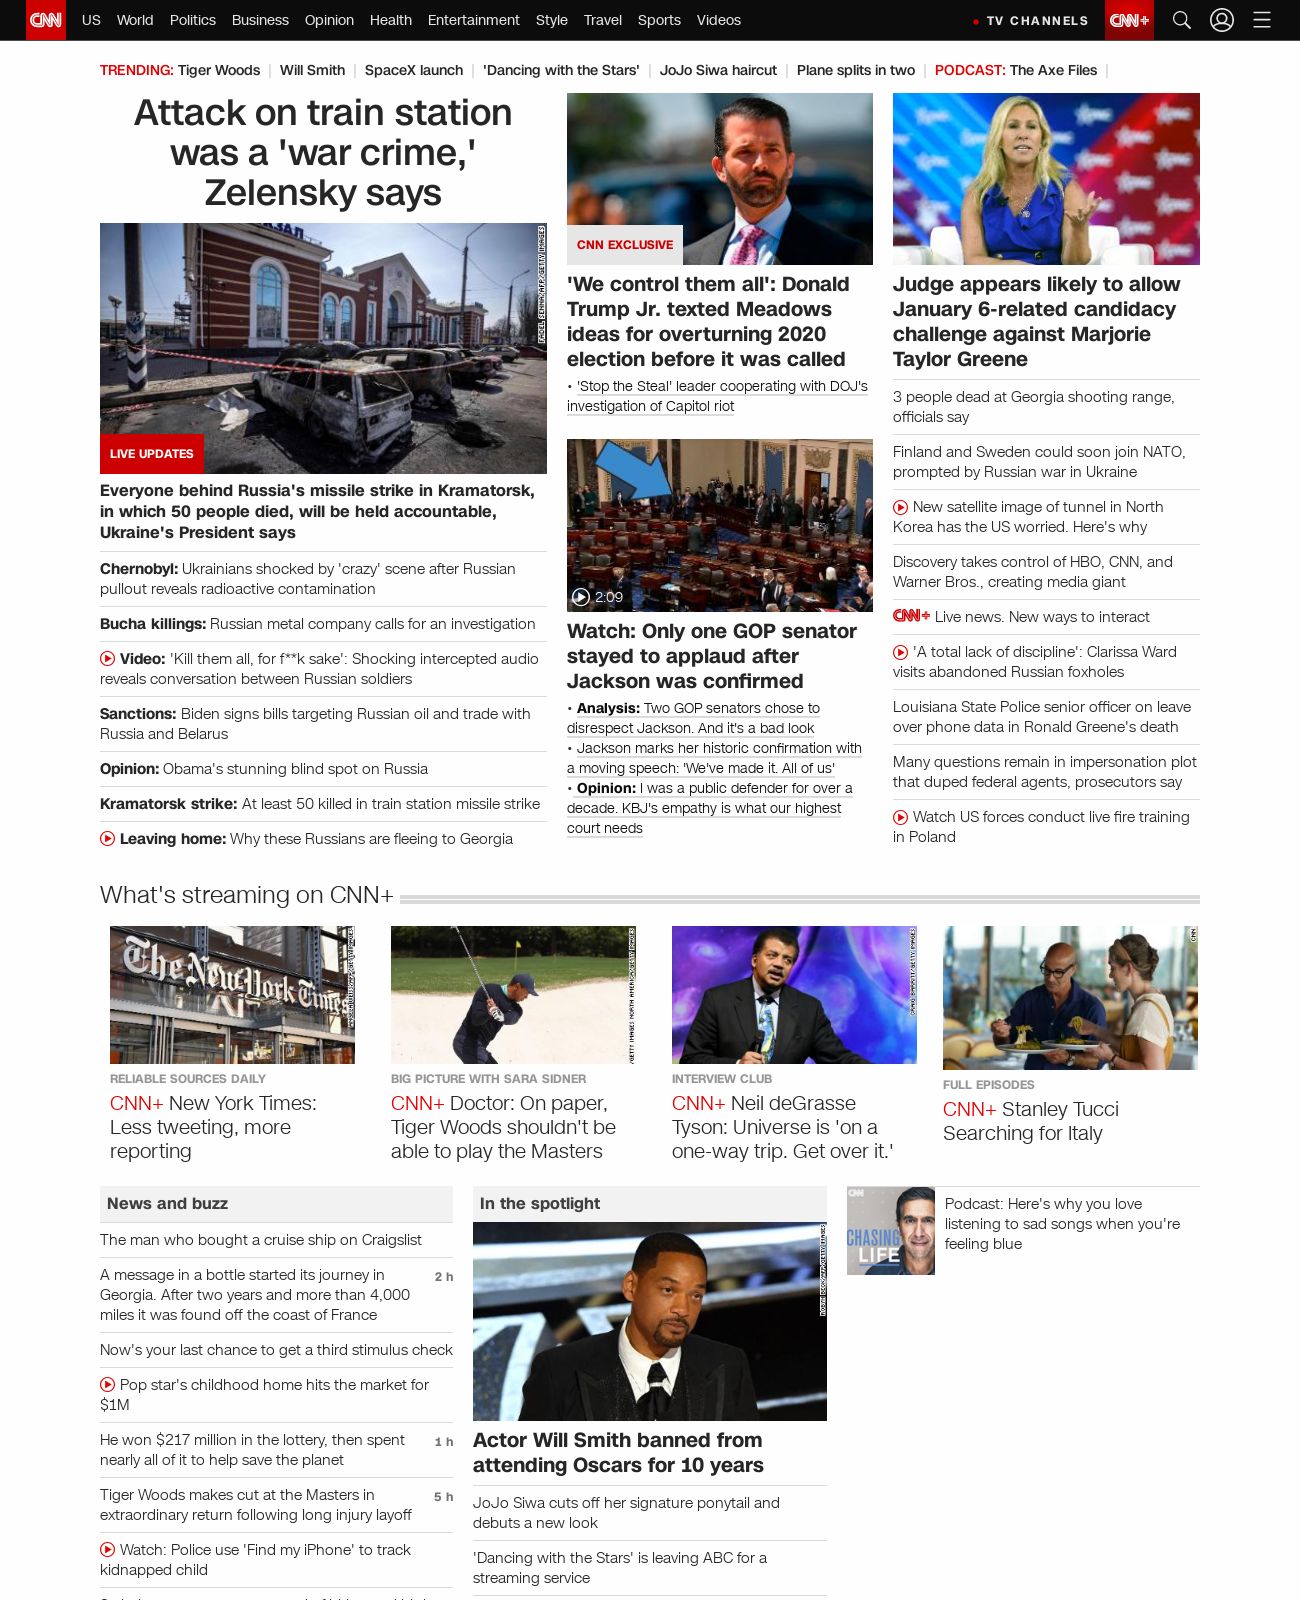 CNN US World Politics Business Opinion Health Entertainment Style Travel Sports Videos
TV CHANNELS CNN+
TRENDING: Tiger Woods Will Smith SpaceX launch 'Dancing with the Stars' JoJo Siwa haircut Plane splits in two PODCAST: The Axe Files
Attack on train station
was a 'war crime,'
Zelensky says
FADEL SENNA/AFP/GETTY IMAGES
LIVE UPDATES
Everyone behind Russia's missile strike in Kramatorsk,
in which 50 people died, will be held accountable,
Ukraine's President says
Chernobyl: Ukrainians shocked by 'crazy' scene after Russian
pullout reveals radioactive contamination
Bucha killings: Russian metal company calls for an investigation
Video: 'Kill them all, for f**k sake': Shocking intercepted audio
reveals conversation between Russian soldiers
Sanctions: Biden signs bills targeting Russian oil and trade with
Russia and Belarus
Opinion: Obama's stunning blind spot on Russia
Kramatorsk strike: At least 50 killed in train station missile strike
Leaving home: Why these Russians are fleeing to Georgia
CNN EXCLUSIVE
'We control them all': Donald
Trump Jr. texted Meadows
ideas for overturning 2020
election before it was called
• 'Stop the Steal' leader cooperating with DOJ's
investigation of Capitol riot
2:09
Watch: Only one GOP senator
stayed to applaud after
Jackson was confirmed
• Analysis: Two GOP senators chose to
disrespect Jackson. And it's a bad look
• Jackson marks her historic confirmation with
a moving speech: 'We've made it. All of us'
• Opinion: I was a public defender for over a
decade. KBJ's empathy is what our highest
court needs
Judge appears likely to allow
January 6-related candidacy
challenge against Marjorie
Taylor Greene
3 people dead at Georgia shooting range,
officials say
Finland and Sweden could soon join NATO,
prompted by Russian war in Ukraine
New satellite image of tunnel in North
Korea has the US worried. Here's why
Discovery takes control of HBO, CNN, and
Warner Bros., creating media giant
CNN+ Live news. New ways to interact
'A total lack of discipline': Clarissa Ward
visits abandoned Russian foxholes
Louisiana State Police senior officer on leave
over phone data in Ronald Greene's death
Many questions remain in impersonation plot
that duped federal agents, prosecutors say
Watch US forces conduct live fire training
in Poland
What's streaming on CNN+
The New York Times
RELIABLE SOURCES DAILY
CNN+ New York Times:
Less tweeting, more
reporting
BIG PICTURE WITH SARA SIDNER
CNN+ Doctor: On paper,
Tiger Woods shouldn't be
able to play the Masters
CRAIG BARRITT/GETTY IMAGES
INTERVIEW CLUB
CNN+ Neil deGrasse
Tyson: Universe is 'on a
one-way trip. Get over it.'
CNN
FULL EPISODES
CNN+ Stanley Tucci
Searching for Italy
News and buzz
The man who bought a cruise ship on Craigslist
A message in a bottle started its journey in 2 h
Georgia. After two years and more than 4,000
miles it was found off the coast of France
Now's your last chance to get a third stimulus check
Pop star's childhood home hits the market for
$1M
He won $217 million in the lottery, then spent 1 h
nearly all of it to help save the planet
Tiger Woods makes cut at the Masters in 5 h
extraordinary return following long injury layoff
Watch: Police use 'Find my iPhone' to track
kidnapped child
In the spotlight
ROBYN BECK/AFP/GETTY IMAGES
Actor Will Smith banned from
attending Oscars for 10 years
JoJo Siwa cuts off her signature ponytail and
debuts a new look
'Dancing with the Stars' is leaving ABC for a
streaming service
CNN
CHASING
LIFE
Podcast: Here's why you love
listening to sad songs when you're
feeling blue